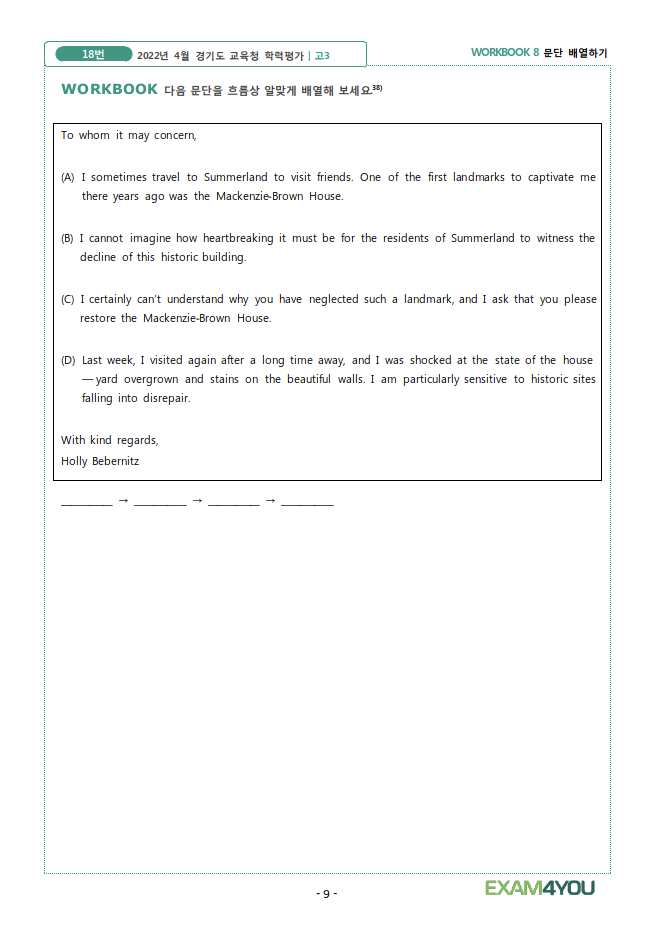 18번 2022년 4월 경기도 교육청 학력평가 | 고3
WORKBOOK 8 문단 배열하기
WORKBOOK 다음 문단을 흐름상 알맞게 배열해 보세요.38)
To whom it may concern,
(A) I sometimes travel to Summerland to visit friends. One of the first landmarks to captivate me
there years ago was the Mackenzie-Brown House.
(B) I cannot imagine how heartbreaking it must be for the residents of Summerland to witness the
decline of this historic building.
(C) I certainly can't understand why you have neglected such a landmark, and I ask that you please
restore the Mackenzie-Brown House.
(D) Last week, I visited again after a long time away, and I was shocked at the state of the house
— yard overgrown and stains on the beautiful walls. I am particularly sensitive to historic sites
falling into disrepair.
With kind regards,
Holly Bebernitz
________ → ________ → ________ → ________
- 9 -
EXAM4YOU